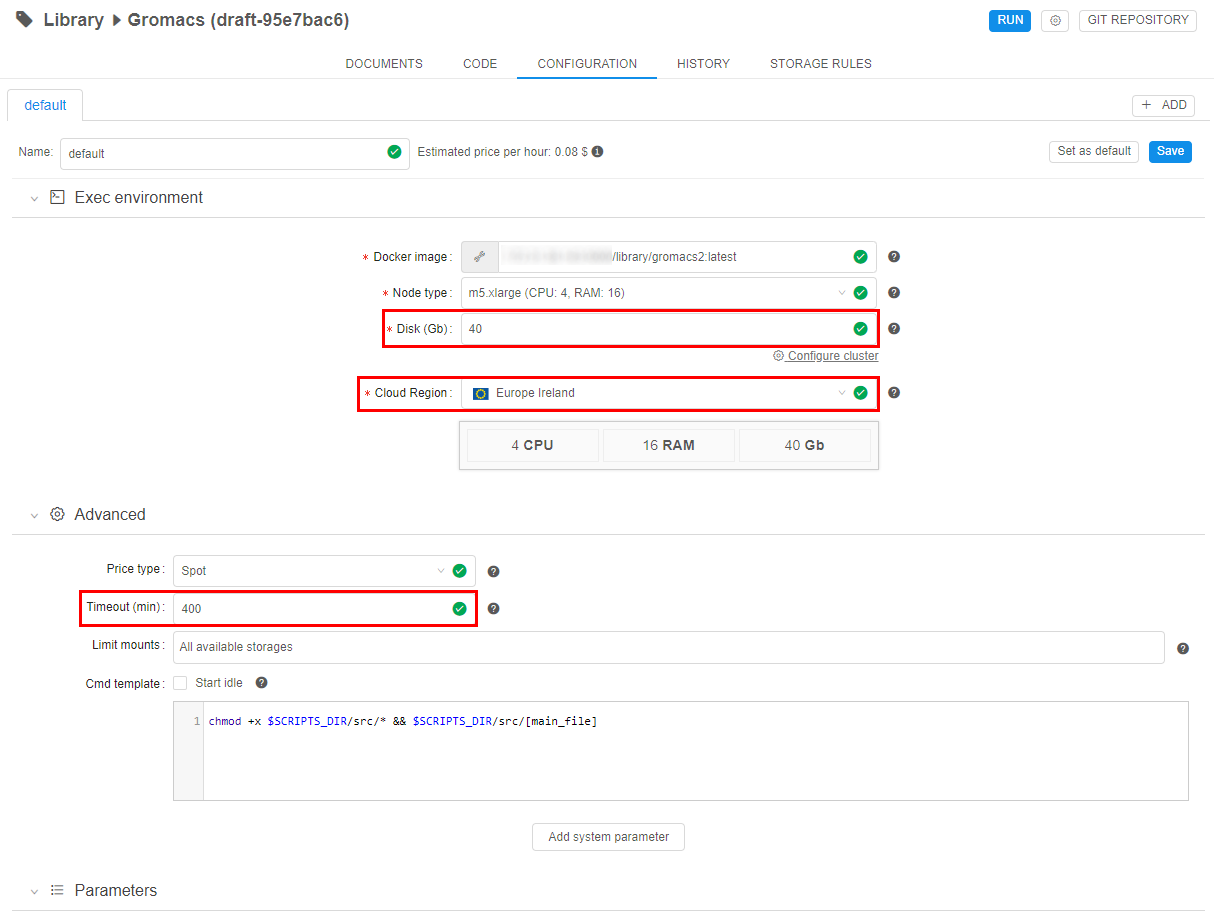 Library Gromacs (draft-95e7bac6)
RUN
GIT REPOSITORY
DOCUMENTS CODE CONFIGURATION HISTORY STORAGE RULES
default
+ ADD
Name: default Estimated price per hour: 0.08 $
Set as default Save
Exec environment
* Docker image: /library/gromacs2:latest
* Node type: m5.xlarge (CPU: 4, RAM: 16)
* Disk (Gb): 40
Configure cluster
* Cloud Region: Europe Ireland
4 CPU 16 RAM 40 Gb
Advanced
Price type: Spot
Timeout (min): 400
Limit mounts: All available storages
Cmd template: Start idle
1 chmod +x $SCRIPTS_DIR/src/* && $SCRIPTS_DIR/src/[main_file]
Add system parameter
Parameters